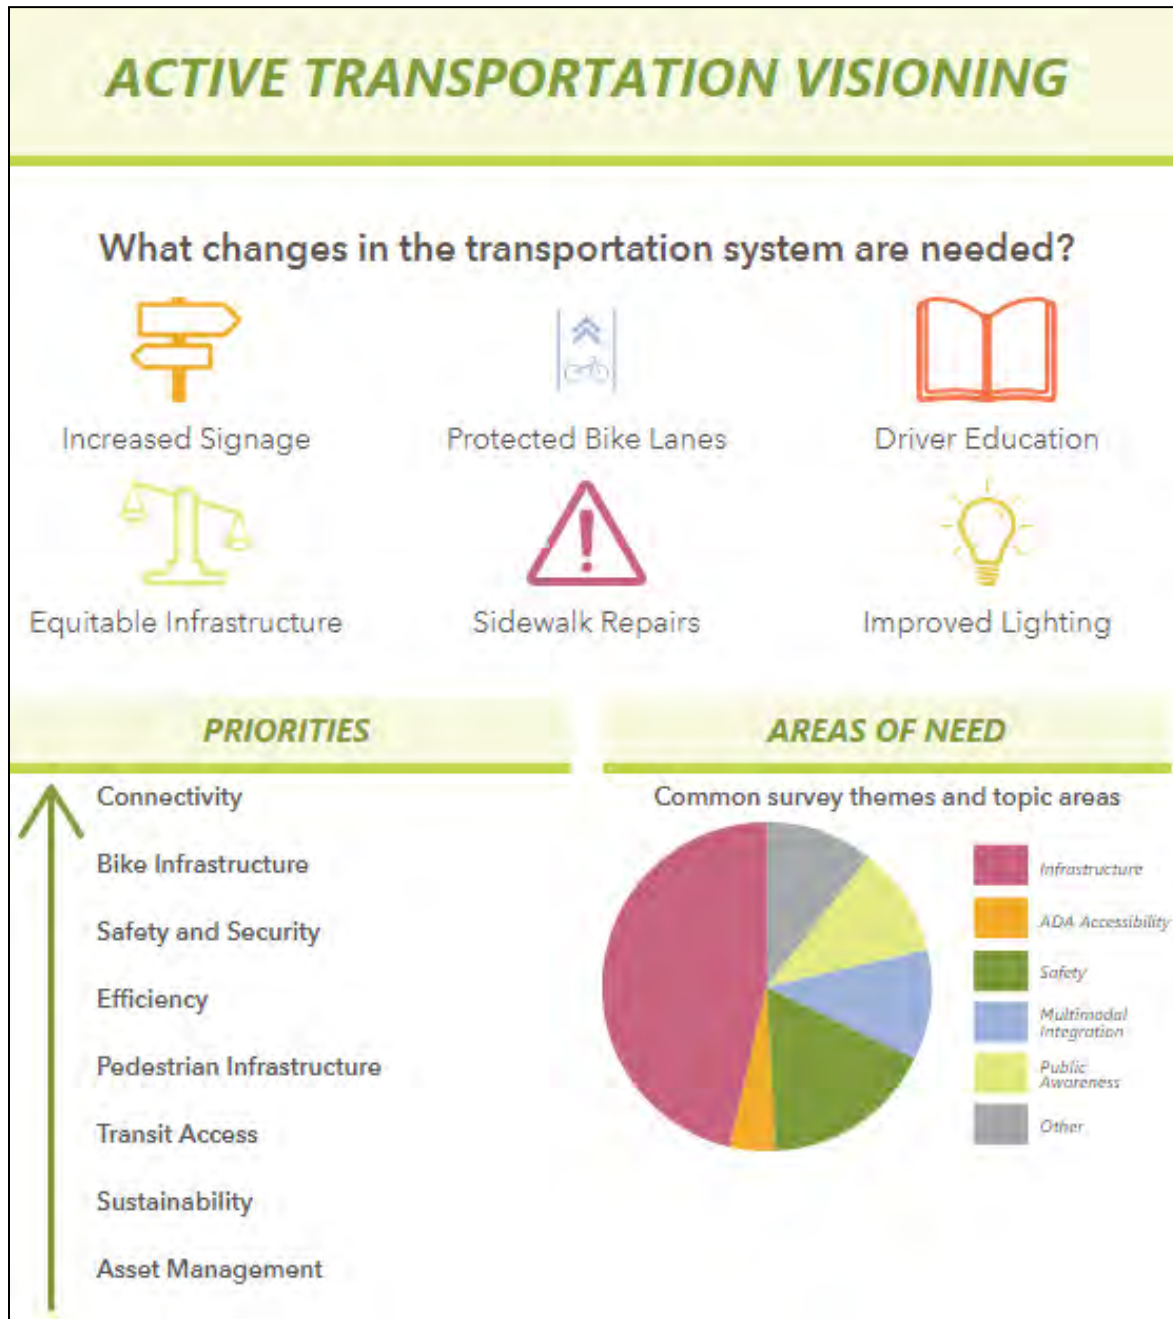 ACTIVE TRANSPORTATION VISIONING
What changes in the transportation system are needed?
Increased Signage
Protected Bike Lanes
Driver Education
Equitable Infrastructure
Sidewalk Repairs
Improved Lighting
PRIORITIES
Connectivity
Bike Infrastructure
Safety and Security
Efficiency
Pedestrian Infrastructure
Transit Access
Sustainability
Asset Management
AREAS OF NEED
Common survey themes and topic areas
Infrastructure
ADA Accessibility
Safety
Multimodal
Integration
Public
Awareness
Other